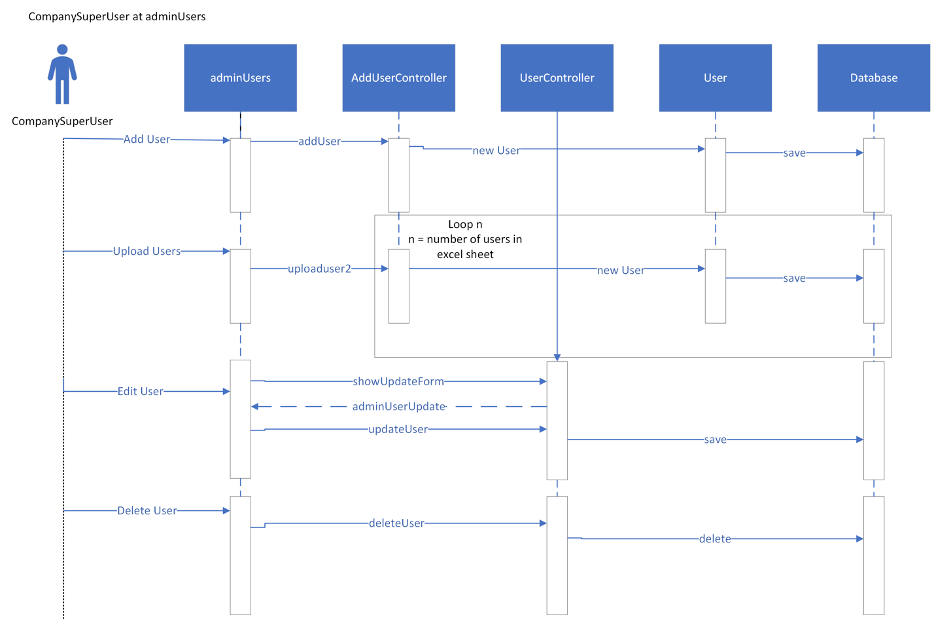 CompanySuperUser at adminUsers
adminUsers
AddUserController
UserController
User
Database
CompanySuperUser
Add User
addUser
new User
save
Loop n
n = number of users in
excel sheet
Upload Users
uploaduser2
new User
save
Edit User
showUpdateForm
adminUserUpdate
updateUser
save
Delete User
deleteUser
delete